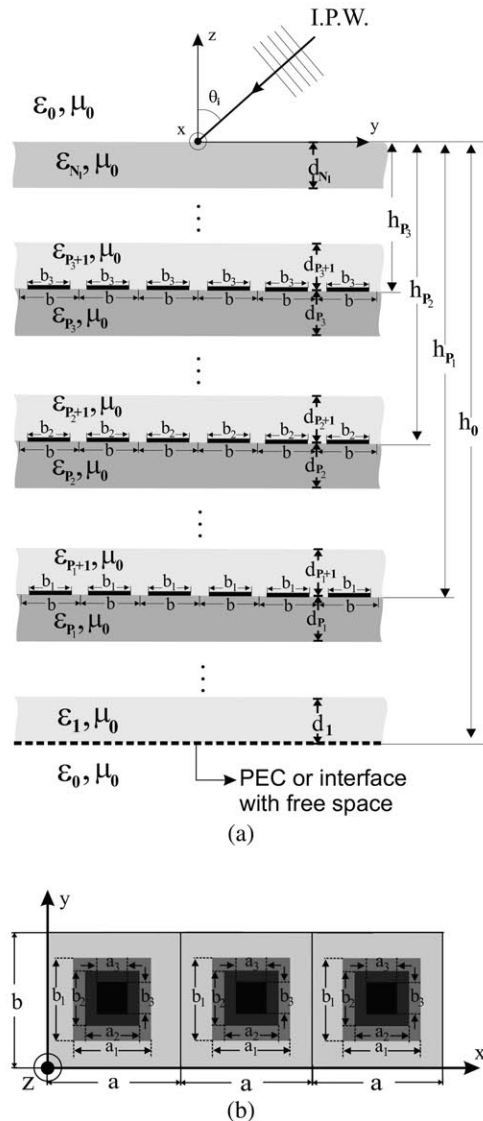 I.P.W.
z
θi
ε0, μ0
x
y
εNl, μ0
dNl
hP3
εP3+1, μ0
dP3+1
b3 b3 b3 b3 b3 b3
b b b b b b
εP3, μ0
dP3
hP2
εP2+1, μ0
dP2+1
b2 b2 b2 b2 b2 b2
b b b b b b
εP2, μ0
dP2
hP1
h0
εP1+1, μ0
dP1+1
b1 b1 b1 b1 b1 b1
b b b b b b
εP1, μ0
dP1
ε1, μ0
d1
ε0, μ0
PEC or interface
with free space
(a)
y
b
b1 b2 a3 b3 b1 b2 a3 b3 b1 b2 a3 b3
a2 a2 a2
a1 a1 a1
z
x
a a a
(b)